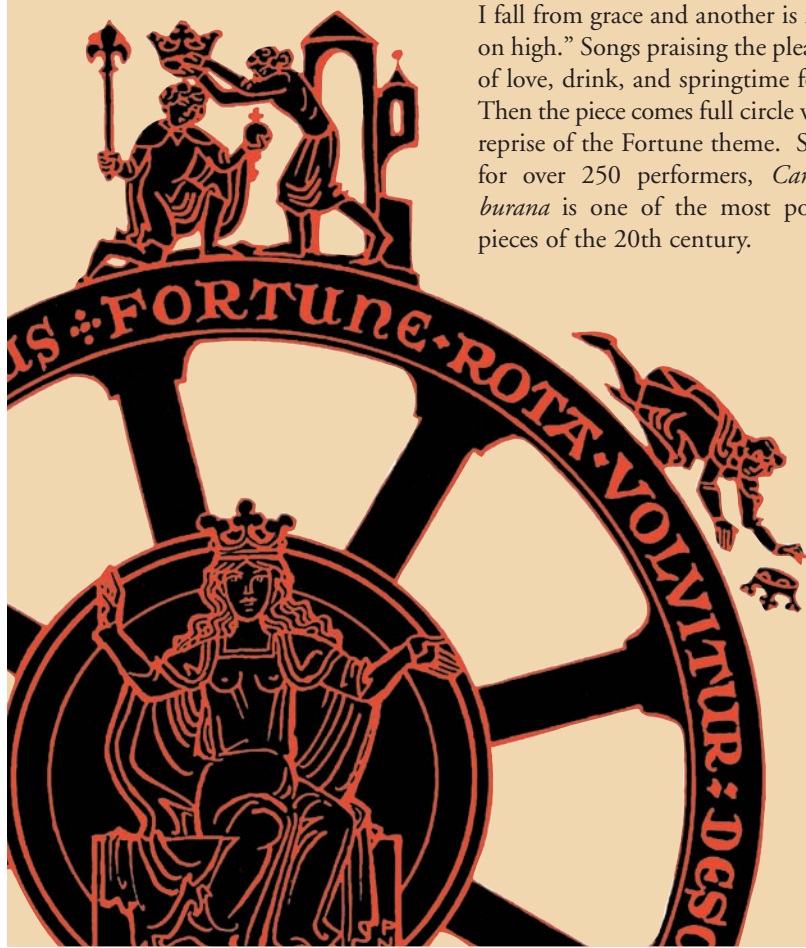 I fall from grace and another is
on high.” Songs praising the plea
of love, drink, and springtime fo
Then the piece comes full circle w
reprise of the Fortune theme. S
for over 250 performers, Car
burana is one of the most po
pieces of the 20th century.
US ⁘ FORTUNE · ROTA · VOLVITUR : DESC